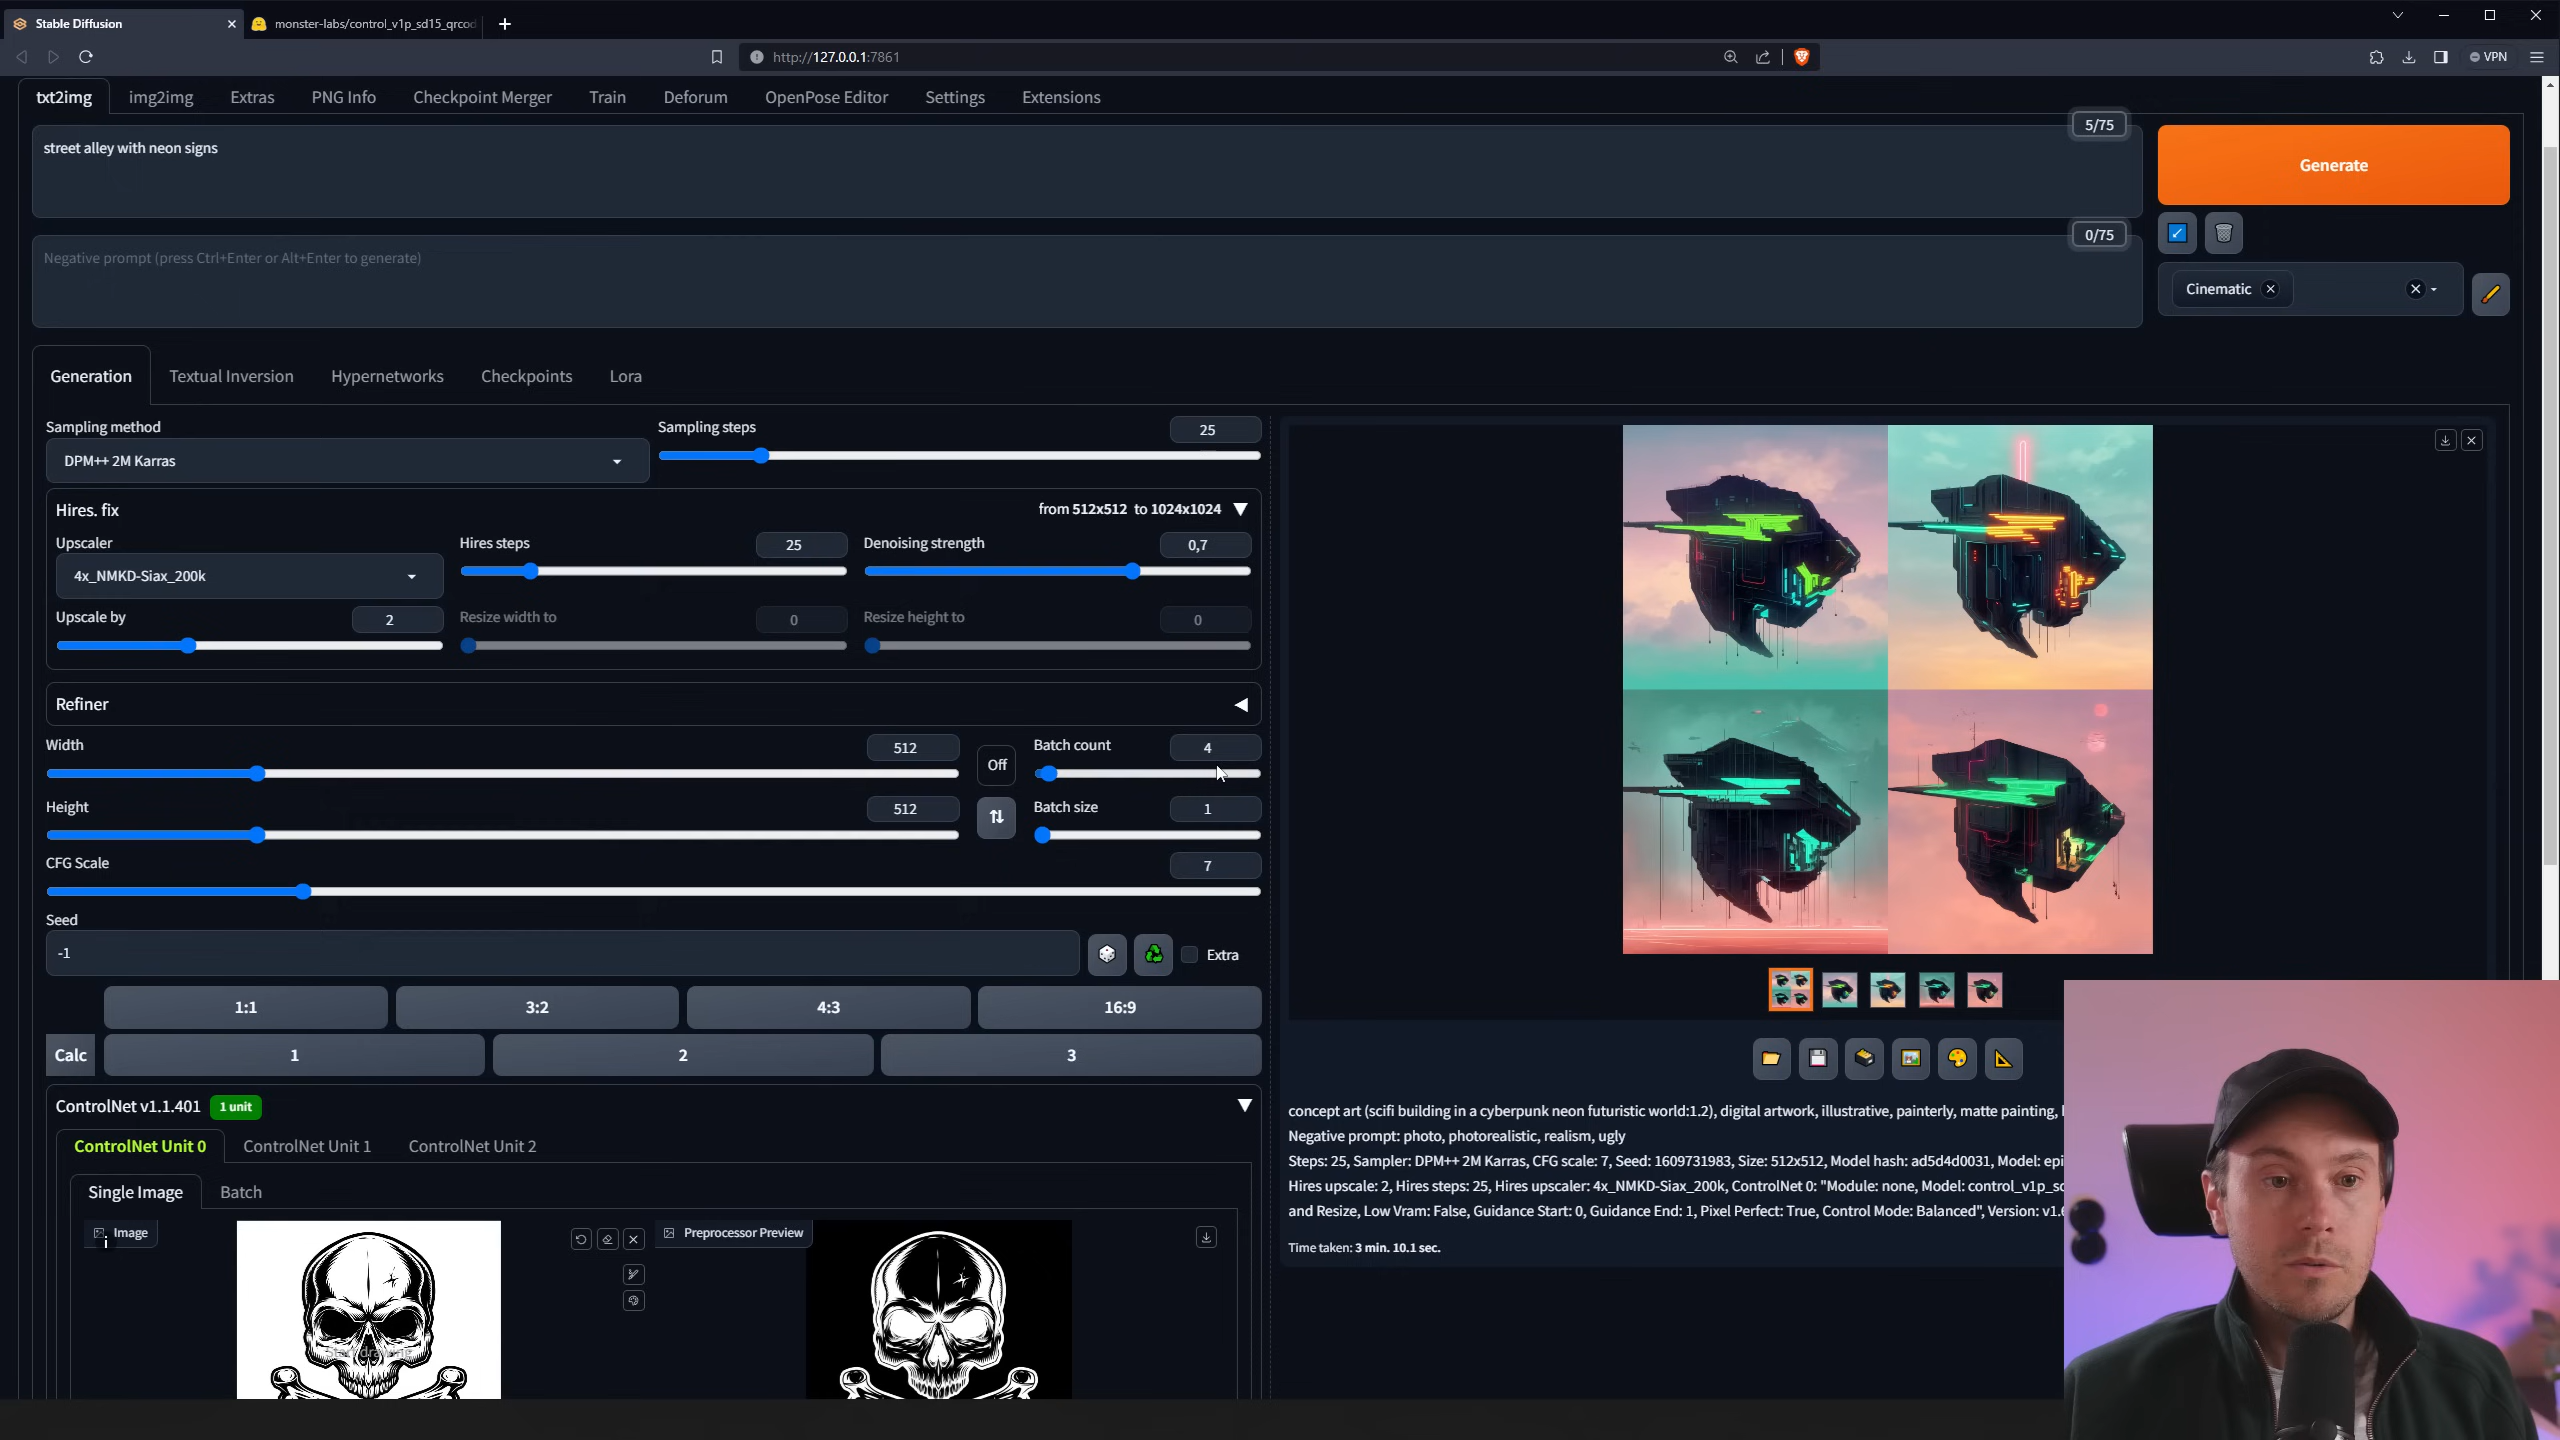 Stable Diffusion
monster-labs/control_v1p_sd15_qrcod
http://127.0.0.1:7861
VPN
txt2img
img2img
Extras
PNG Info
Checkpoint Merger
Train
Deforum
OpenPose Editor
Settings
Extensions
street alley with neon signs
5/75
Generate
Negative prompt (press Ctrl+Enter or Alt+Enter to generate)
0/75
Cinematic
Generation
Textual Inversion
Hypernetworks
Checkpoints
Lora
Sampling method
DPM++ 2M Karras
Sampling steps
25
Hires. fix
from 512x512 to 1024x1024
Upscaler
4x_NMKD-Siax_200k
Hires steps
25
Denoising strength
0,7
Upscale by
2
Resize width to
0
Resize height to
0
Refiner
Width
512
Off
Batch count
4
Height
512
Batch size
1
CFG Scale
7
Seed
-1
Extra
1:1
3:2
4:3
16:9
Calc
1
2
3
ControlNet v1.1.401
1 unit
ControlNet Unit 0
ControlNet Unit 1
ControlNet Unit 2
Single Image
Batch
Image
Start drawing
Preprocessor Preview
concept art (scifi building in a cyberpunk neon futuristic world:1.2), digital artwork, illustrative, painterly, matte painting,
Negative prompt: photo, photorealistic, realism, ugly
Steps: 25, Sampler: DPM++ 2M Karras, CFG scale: 7, Seed: 1609731983, Size: 512x512, Model hash: ad5d4d0031, Model: epi
Hires upscale: 2, Hires steps: 25, Hires upscaler: 4x_NMKD-Siax_200k, ControlNet 0: "Module: none, Model: control_v1p_sd
and Resize, Low Vram: False, Guidance Start: 0, Guidance End: 1, Pixel Perfect: True, Control Mode: Balanced", Version: v1.6
Time taken: 3 min. 10.1 sec.